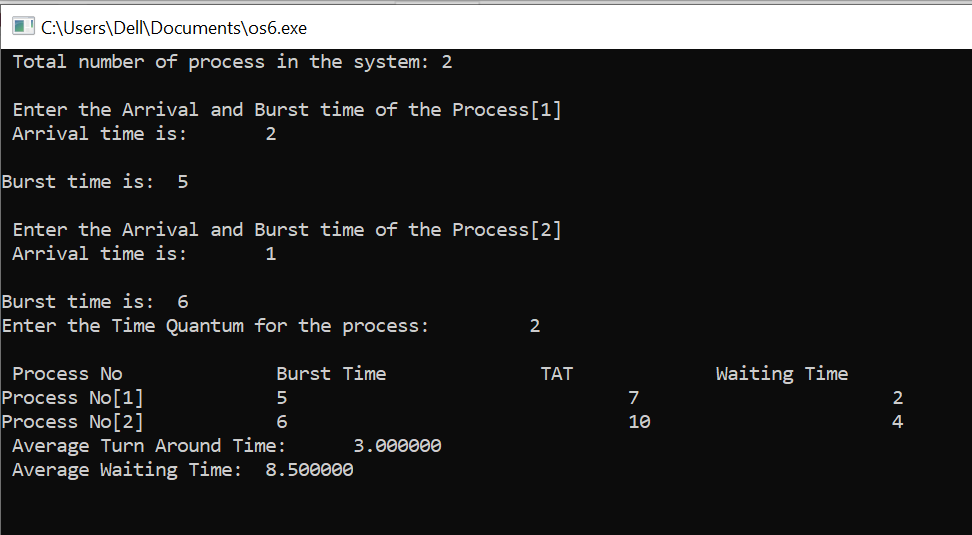 C:\Users\Dell\Documents\os6.exe
Total number of process in the system: 2
Enter the Arrival and Burst time of the Process[1]
Arrival time is: 2
Burst time is: 5
Enter the Arrival and Burst time of the Process[2]
Arrival time is: 1
Burst time is: 6
Enter the Time Quantum for the process: 2
Process No Burst Time TAT Waiting Time
Process No[1] 5 7 2
Process No[2] 6 10 4
Average Turn Around Time: 3.000000
Average Waiting Time: 8.500000